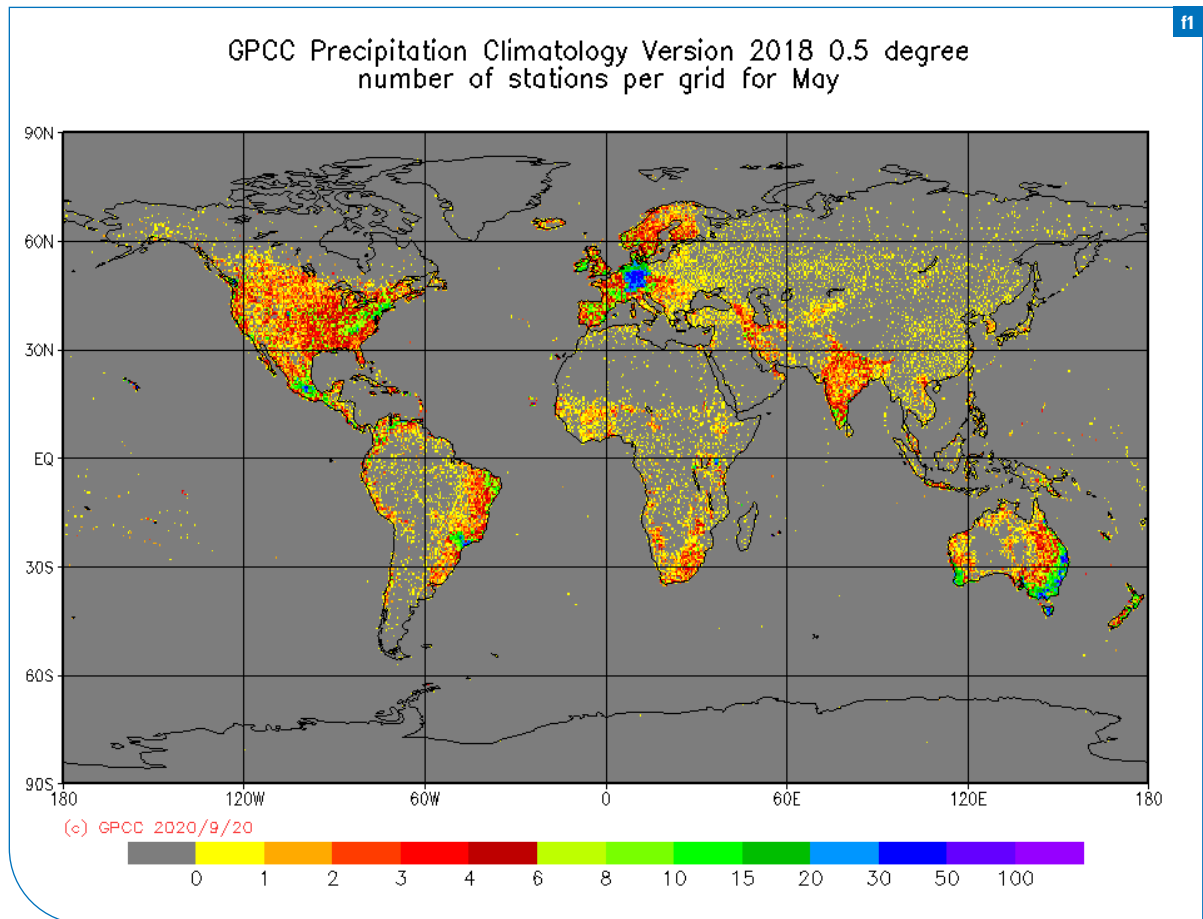 f1
GPCC Precipitation Climatology Version 2018 0.5 degree
number of stations per grid for May
90N
60N
30N
EQ
30S
60S
90S
180 120W 60W 0 60E 120E 180
(c) GPCC 2020/9/20
0 1 2 3 4 6 8 10 15 20 30 50 100